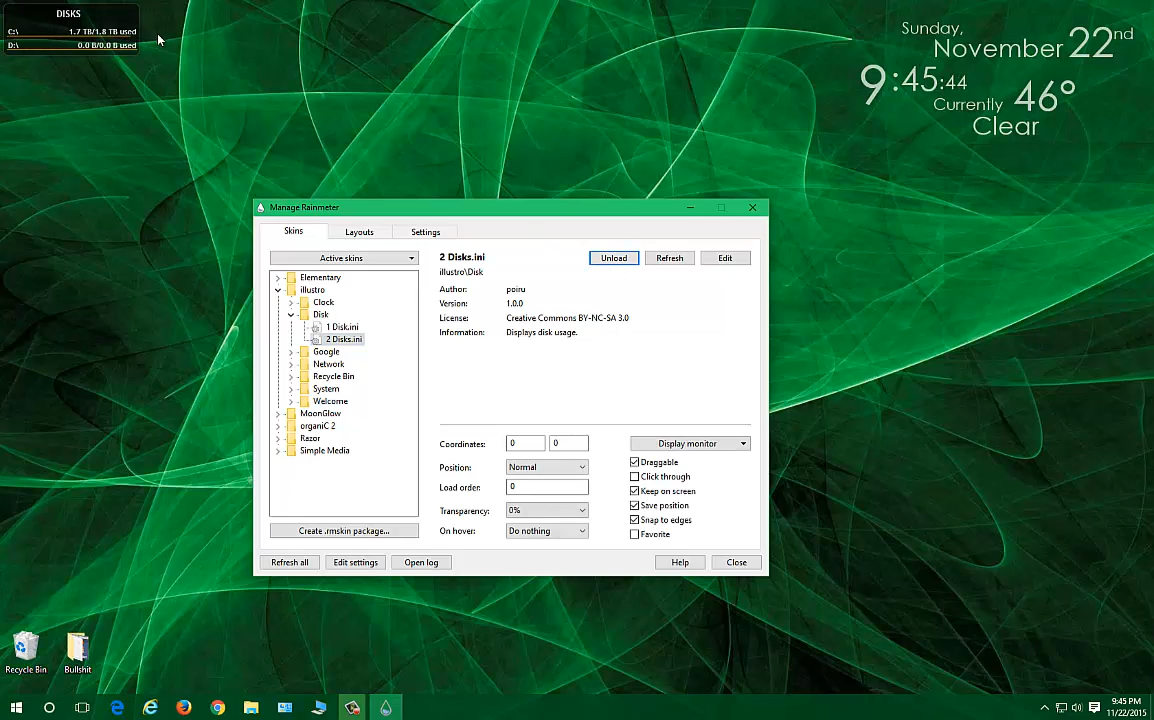 DISKS
C:\ 1.7 TB/1.8 TB used
D:\ 0.0 B/0.0 B used
Sunday,
November 22nd
9:45:44
Currently 46°
Clear
Manage Rainmeter
Skins Layouts Settings
Active skins
Elementary
illustro
Clock
Disk
1 Disk.ini
2 Disks.ini
Google
Network
Recycle Bin
System
Welcome
MoonGlow
organiC 2
Razor
Simple Media
Create .rmskin package...
2 Disks.ini
Unload Refresh Edit
illustro\Disk
Author: poiru
Version: 1.0.0
License: Creative Commons BY-NC-SA 3.0
Information: Displays disk usage.
Coordinates: 0 0
Position: Normal
Load order: 0
Transparency: 0%
On hover: Do nothing
Display monitor
Draggable
Click through
Keep on screen
Save position
Snap to edges
Favorite
Refresh all Edit settings Open log Help Close
Recycle Bin Bullshit
9:45 PM
11/22/2015